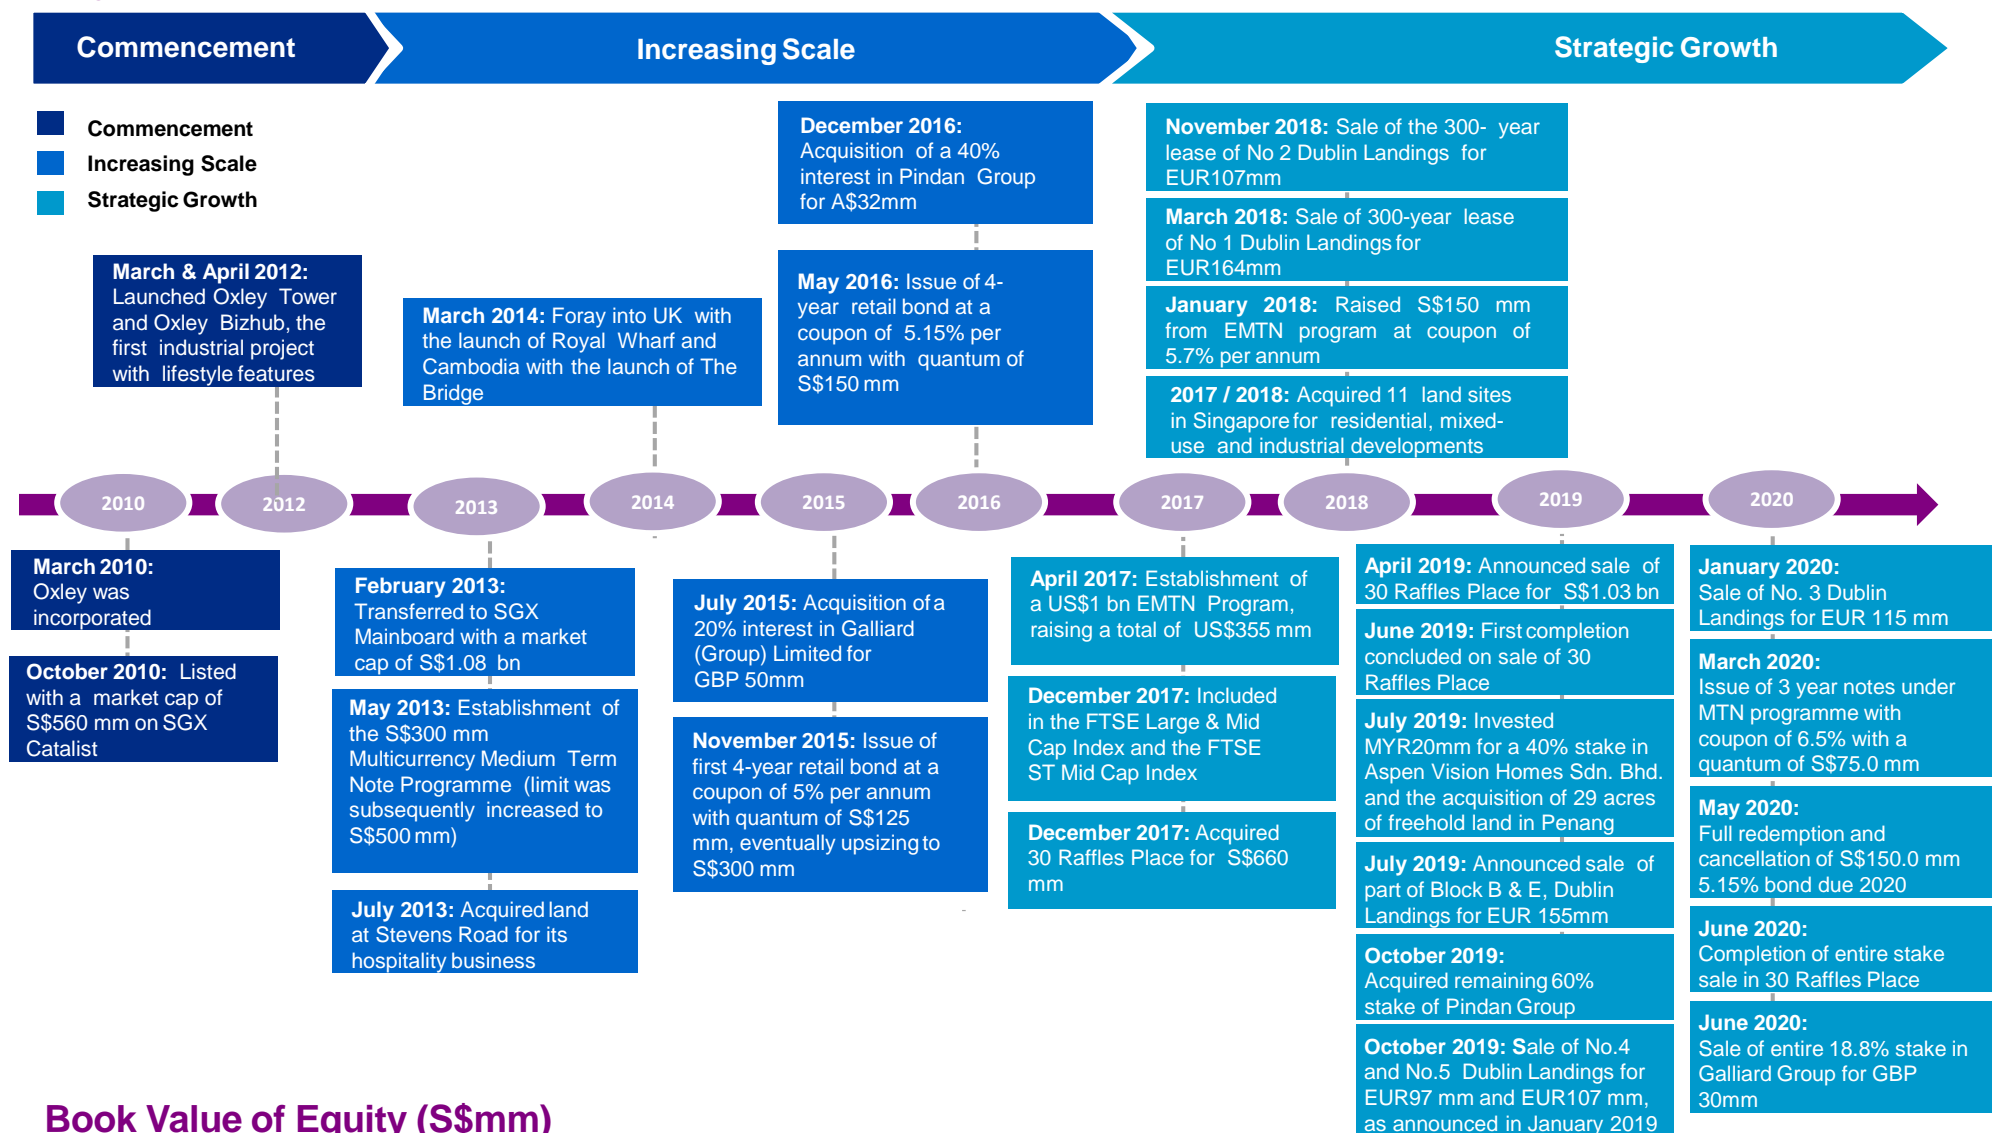 Commencement
Increasing Scale
Strategic Growth
Commencement
Increasing Scale
Strategic Growth
March & April 2012:
Launched Oxley Tower
and Oxley Bizhub, the
first industrial project
with lifestyle features
March 2014: Foray into UK with
the launch of Royal Wharf and
Cambodia with the launch of The
Bridge
December 2016:
Acquisition of a 40%
interest in Pindan Group
for A$32mm
May 2016: Issue of 4-
year retail bond at a
coupon of 5.15% per
annum with quantum of
S$150 mm
November 2018: Sale of the 300- year
lease of No 2 Dublin Landings for
EUR107mm
March 2018: Sale of 300-year lease
of No 1 Dublin Landings for
EUR164mm
January 2018: Raised S$150 mm
from EMTN program at coupon of
5.7% per annum
2017 / 2018: Acquired 11 land sites
in Singapore for residential, mixed-
use and industrial developments
2010
2012
2013
2014
2015
2016
2017
2018
2019
2020
March 2010:
Oxley was
incorporated
October 2010: Listed
with a market cap of
S$560 mm on SGX
Catalist
February 2013:
Transferred to SGX
Mainboard with a market
cap of S$1.08 bn
May 2013: Establishment of
the S$300 mm
Multicurrency Medium Term
Note Programme (limit was
subsequently increased to
S$500 mm)
July 2013: Acquired land
at Stevens Road for its
hospitality business
July 2015: Acquisition of a
20% interest in Galliard
(Group) Limited for
GBP 50mm
November 2015: Issue of
first 4-year retail bond at a
coupon of 5% per annum
with quantum of S$125
mm, eventually upsizing to
S$300 mm
April 2017: Establishment of
a US$1 bn EMTN Program,
raising a total of US$355 mm
December 2017: Included
in the FTSE Large & Mid
Cap Index and the FTSE
ST Mid Cap Index
December 2017: Acquired
30 Raffles Place for S$660
mm
April 2019: Announced sale of
30 Raffles Place for S$1.03 bn
June 2019: First completion
concluded on sale of 30
Raffles Place
July 2019: Invested
MYR20mm for a 40% stake in
Aspen Vision Homes Sdn. Bhd.
and the acquisition of 29 acres
of freehold land in Penang
July 2019: Announced sale of
part of Block B & E, Dublin
Landings for EUR 155mm
October 2019:
Acquired remaining 60%
stake of Pindan Group
October 2019: Sale of No.4
and No.5 Dublin Landings for
EUR97 mm and EUR107 mm,
as announced in January 2019
January 2020:
Sale of No. 3 Dublin
Landings for EUR 115 mm
March 2020:
Issue of 3 year notes under
MTN programme with
coupon of 6.5% with a
quantum of S$75.0 mm
May 2020:
Full redemption and
cancellation of S$150.0 mm
5.15% bond due 2020
June 2020:
Completion of entire stake
sale in 30 Raffles Place
June 2020:
Sale of entire 18.8% stake in
Galliard Group for GBP
30mm
Book Value of Equity (S$mm)